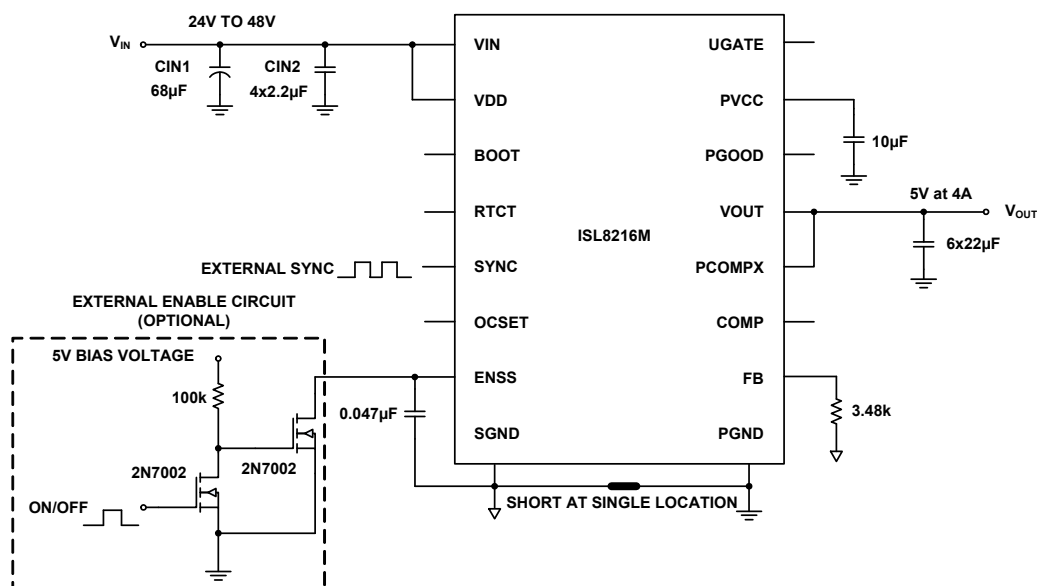 24V TO 48V
VIN
CIN1
68µF
CIN2
4x2.2µF
VIN
VDD
BOOT
RTCT
SYNC
OCSET
ENSS
SGND
ISL8216M
UGATE
PVCC
PGOOD
VOUT
PCOMPX
COMP
FB
PGND
10µF
5V at 4A
VOUT
6x22µF
3.48k
EXTERNAL SYNC
EXTERNAL ENABLE CIRCUIT
(OPTIONAL)
5V BIAS VOLTAGE
100k
2N7002
2N7002
ON/OFF
0.047µF
SHORT AT SINGLE LOCATION